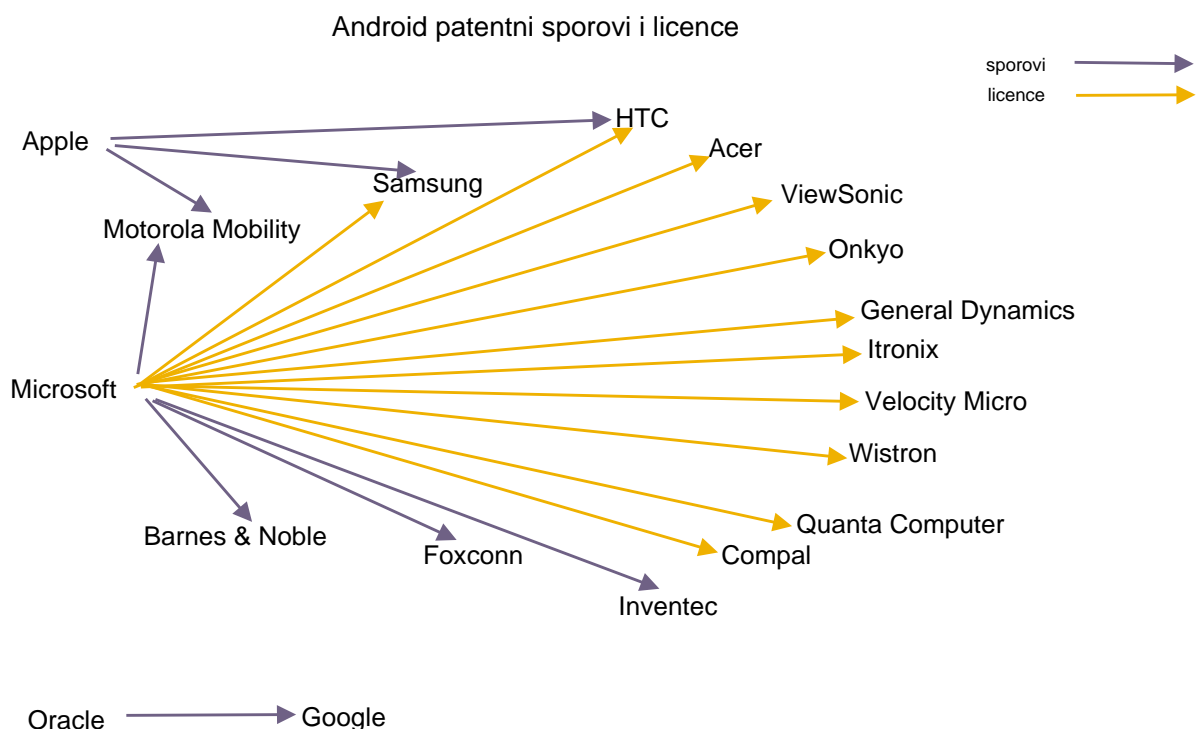 Android patentni sporovi i licence
sporovi
licence
Apple
HTC
Acer
Samsung
ViewSonic
Motorola Mobility
Onkyo
General Dynamics
Itronix
Microsoft
Velocity Micro
Wistron
Quanta Computer
Barnes & Noble
Foxconn
Compal
Inventec
Oracle
Google